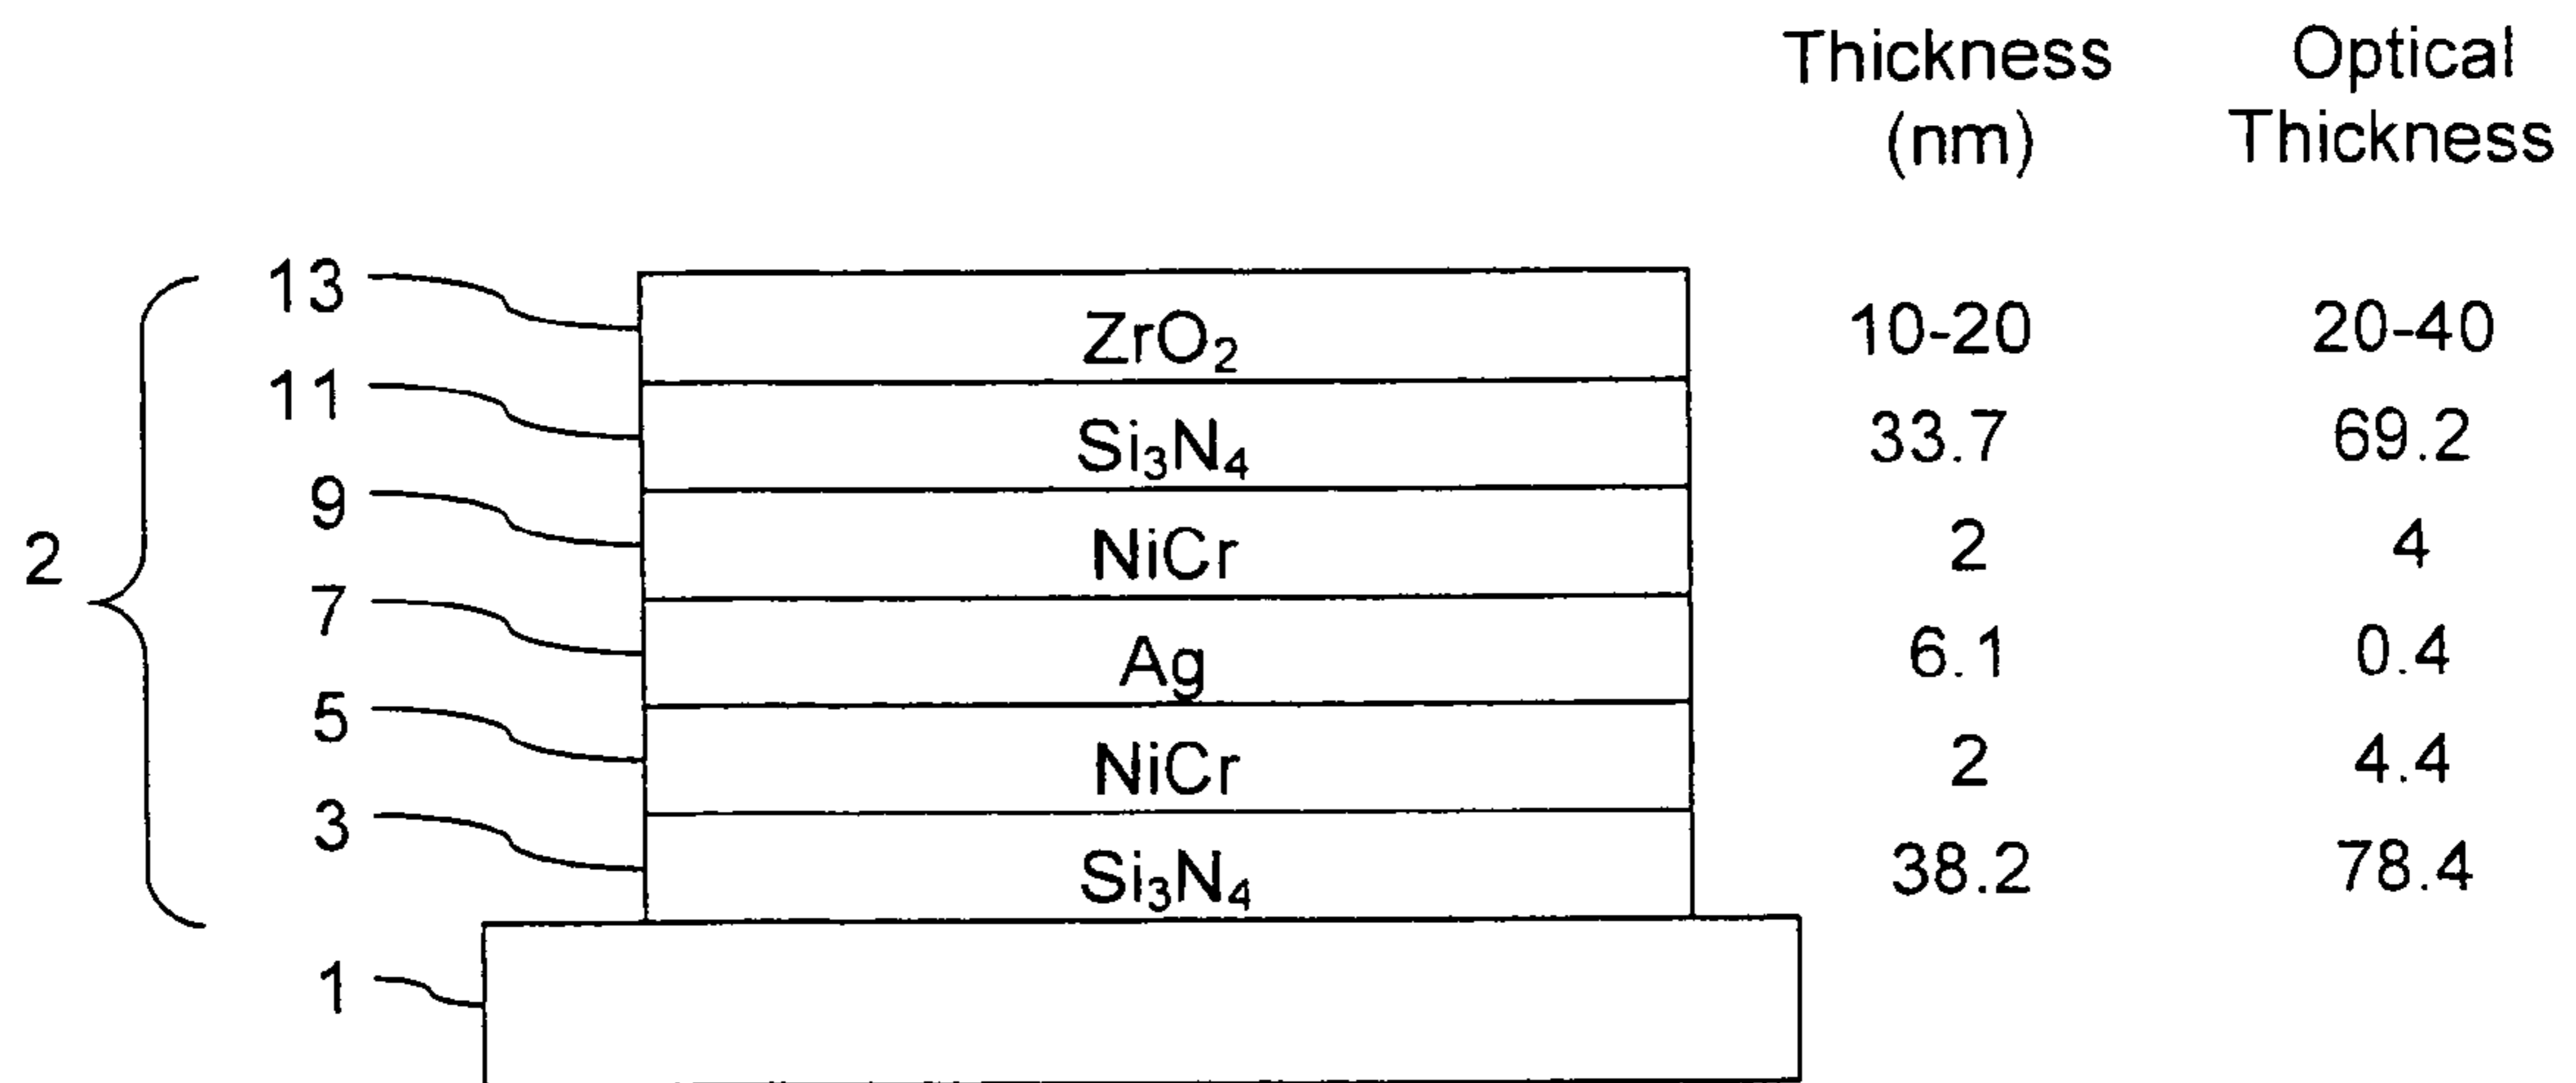 Thickness Optical
(nm) Thickness
13 ZrO₂ 10-20 20-40
11 Si₃N₄ 33.7 69.2
9 NiCr 2 4
2
7 Ag 6.1 0.4
5 NiCr 2 4.4
3 Si₃N₄ 38.2 78.4
1